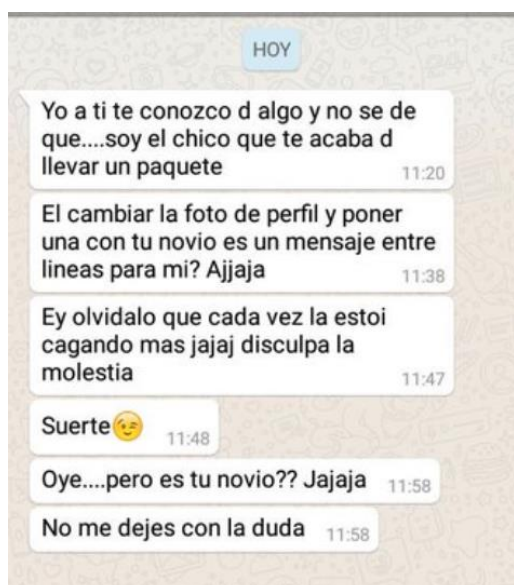 HOY
Yo a ti te conozco d algo y no se de
que....soy el chico que te acaba d
llevar un paquete
11:20
El cambiar la foto de perfil y poner
una con tu novio es un mensaje entre
lineas para mi? Ajjaja
11:38
Ey olvidalo que cada vez la estoi
cagando mas jajaj disculpa la
molestia
11:47
Suerte😉 11:48
Oye....pero es tu novio?? Jajaja 11:58
No me dejes con la duda 11:58